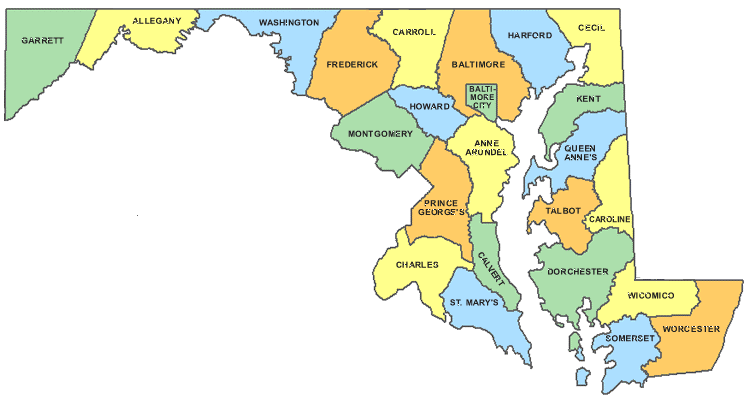 GARRETT
ALLEGANY
WASHINGTON
FREDERICK
CARROLL
BALTIMORE
HARFORD
CECIL
BALTI-
MORE
CITY
KENT
HOWARD
MONTGOMERY
ANNE
ARUNDEL
QUEEN
ANNE'S
PRINCE
GEORGE'S
TALBOT
CAROLINE
CHARLES
CALVERT
DORCHESTER
ST. MARY'S
WICOMICO
WORCESTER
SOMERSET